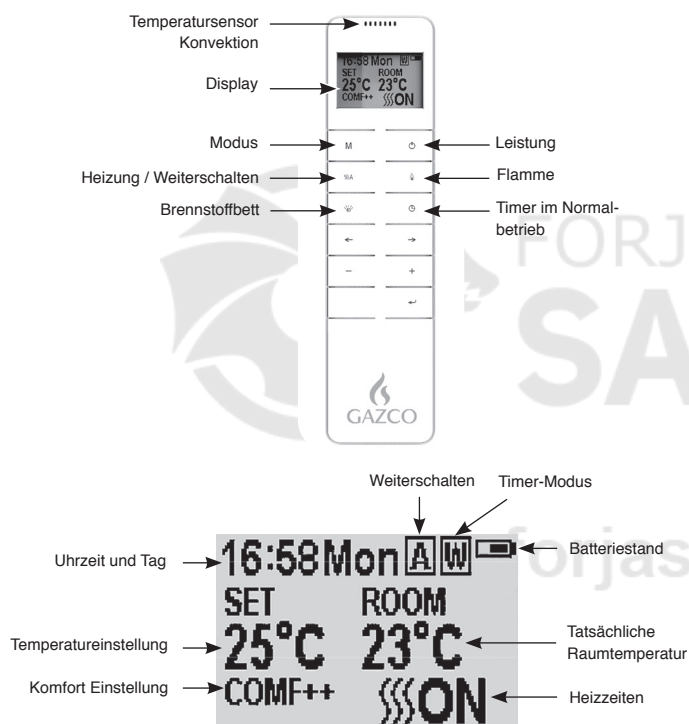 Temperatursensor
Konvektion
Display
16:58 Mon W
SET ROOM
25°C 23°C
COMF++ ON
Modus
M
Leistung
Heizung / Weiterschalten
A
Flamme
Brennstoffbett
Timer im Normal-
betrieb
←
→
−
+
GAZCO
FORJ
SA
Weiterschalten
Timer-Modus
Uhrzeit und Tag
16:58 Mon A W
Batteriestand
forjas
SET ROOM
Temperatureinstellung
25°C 23°C
Tatsächliche
Raumtemperatur
Komfort Einstellung
COMF++ ON
Heizzeiten